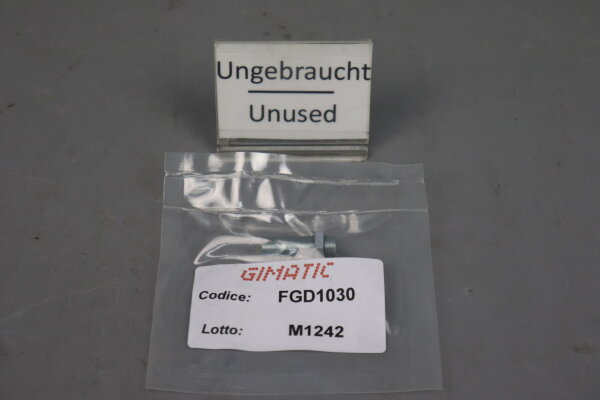 Ungebraucht
Unused
GIMATIC
Codice: FGD1030
Lotto: M1242